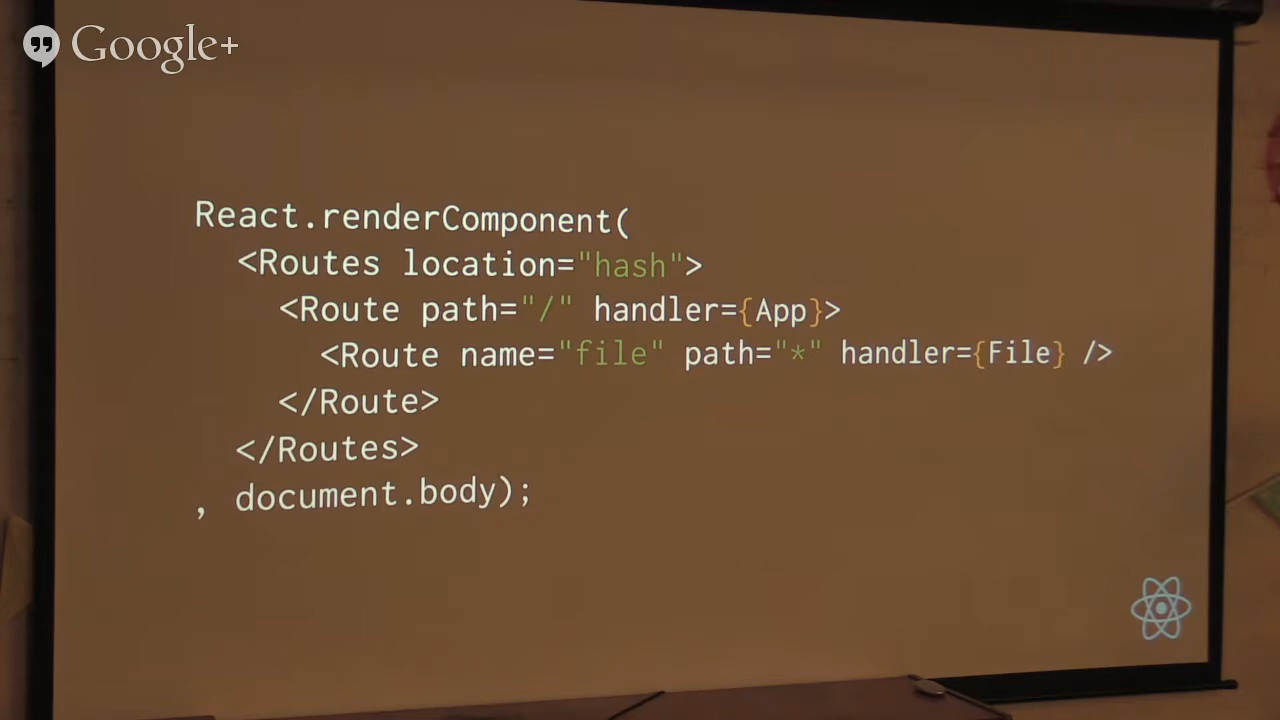 Google+
React.renderComponent(
<Routes location="hash">
<Route path="/" handler={App}>
<Route name="file" path="*" handler={File} />
</Route>
</Routes>
, document.body);